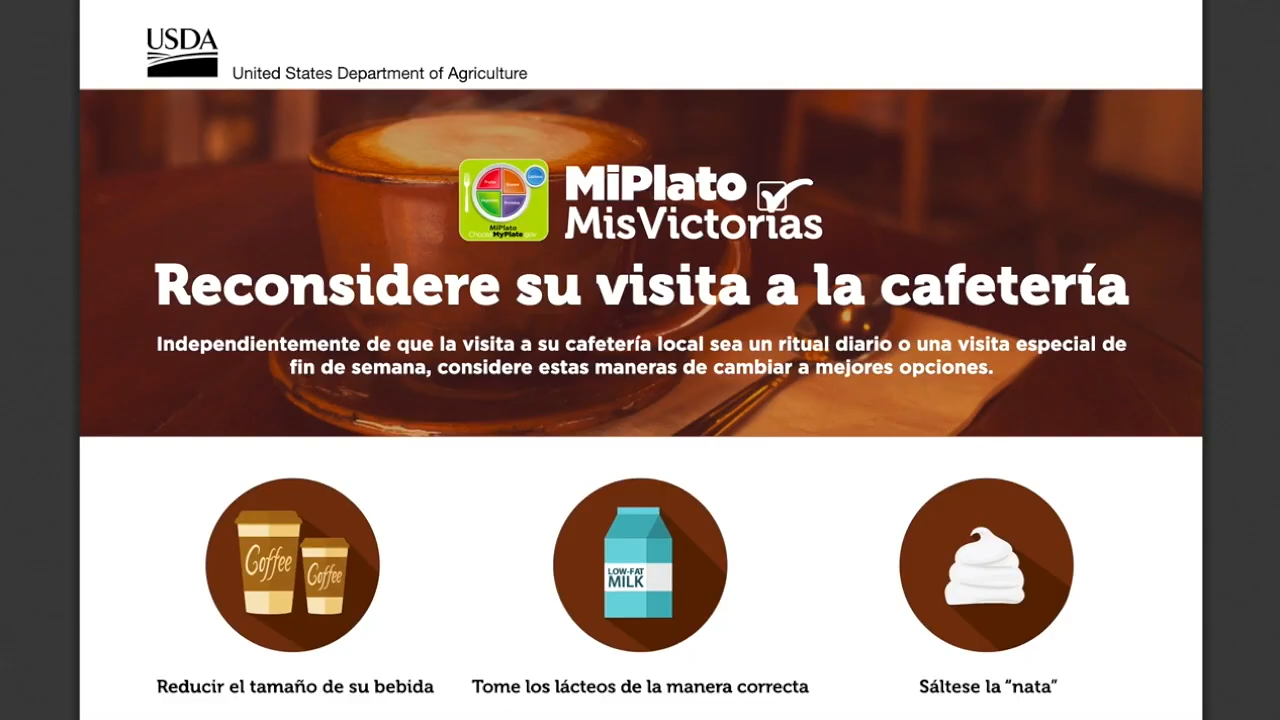 USDA
United States Department of Agriculture
MiPlato
MisVictorias
MiPlato
ChooseMyPlate.gov
Reconsidere su visita a la cafetería
Independientemente de que la visita a su cafetería local sea un ritual diario o una visita especial de
fin de semana, considere estas maneras de cambiar a mejores opciones.
Coffee
Coffee
LOW-FAT
MILK
Reducir el tamaño de su bebida
Tome los lácteos de la manera correcta
Sáltese la "nata"